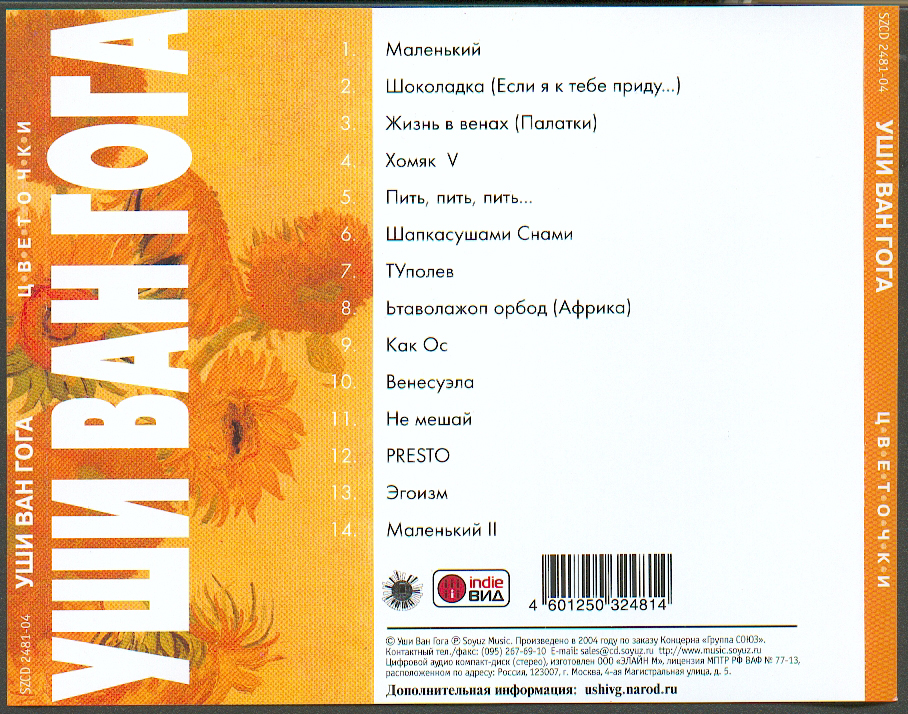 SZCD 2481-04 УШИ ВАН ГОГА Ц•В•Е•Т•О•Ч•К•И
УШИ ВАН ГОГА
1. Маленький
2. Шоколадка (Если я к тебе приду...)
3. Жизнь в венах (Палатки)
4. Хомяк V
5. Пить, пить, пить...
6. Шапкасушами Снами
7. ТУполев
8. Ьтаволажоп орбод (Африка)
9. Как Ос
10. Венесуэла
11. Не мешай
12. PRESTO
13. Эгоизм
14. Маленький II
indie
ВИД
4 601250 324814
© Уши Ван Гога ℗ Soyuz Music. Произведено в 2004 году по заказу Концерна «Группа СОЮЗ».
Контактный тел./факс: (095) 267-69-10 E-mail: sales@cd.soyuz.ru ttp://www.music.soyuz.ru
Цифровой аудио компакт-диск (стерео), изготовлен ООО «ЭЛАЙН М», лицензия МПТР РФ ВАФ № 77-13,
расположенном по адресу: Россия, 123007, г. Москва, 4-ая Магистральная улица, д. 5.
Дополнительная информация: ushivg.narod.ru
SZCD 2481-04 УШИ ВАН ГОГА Ц•В•Е•Т•О•Ч•К•И